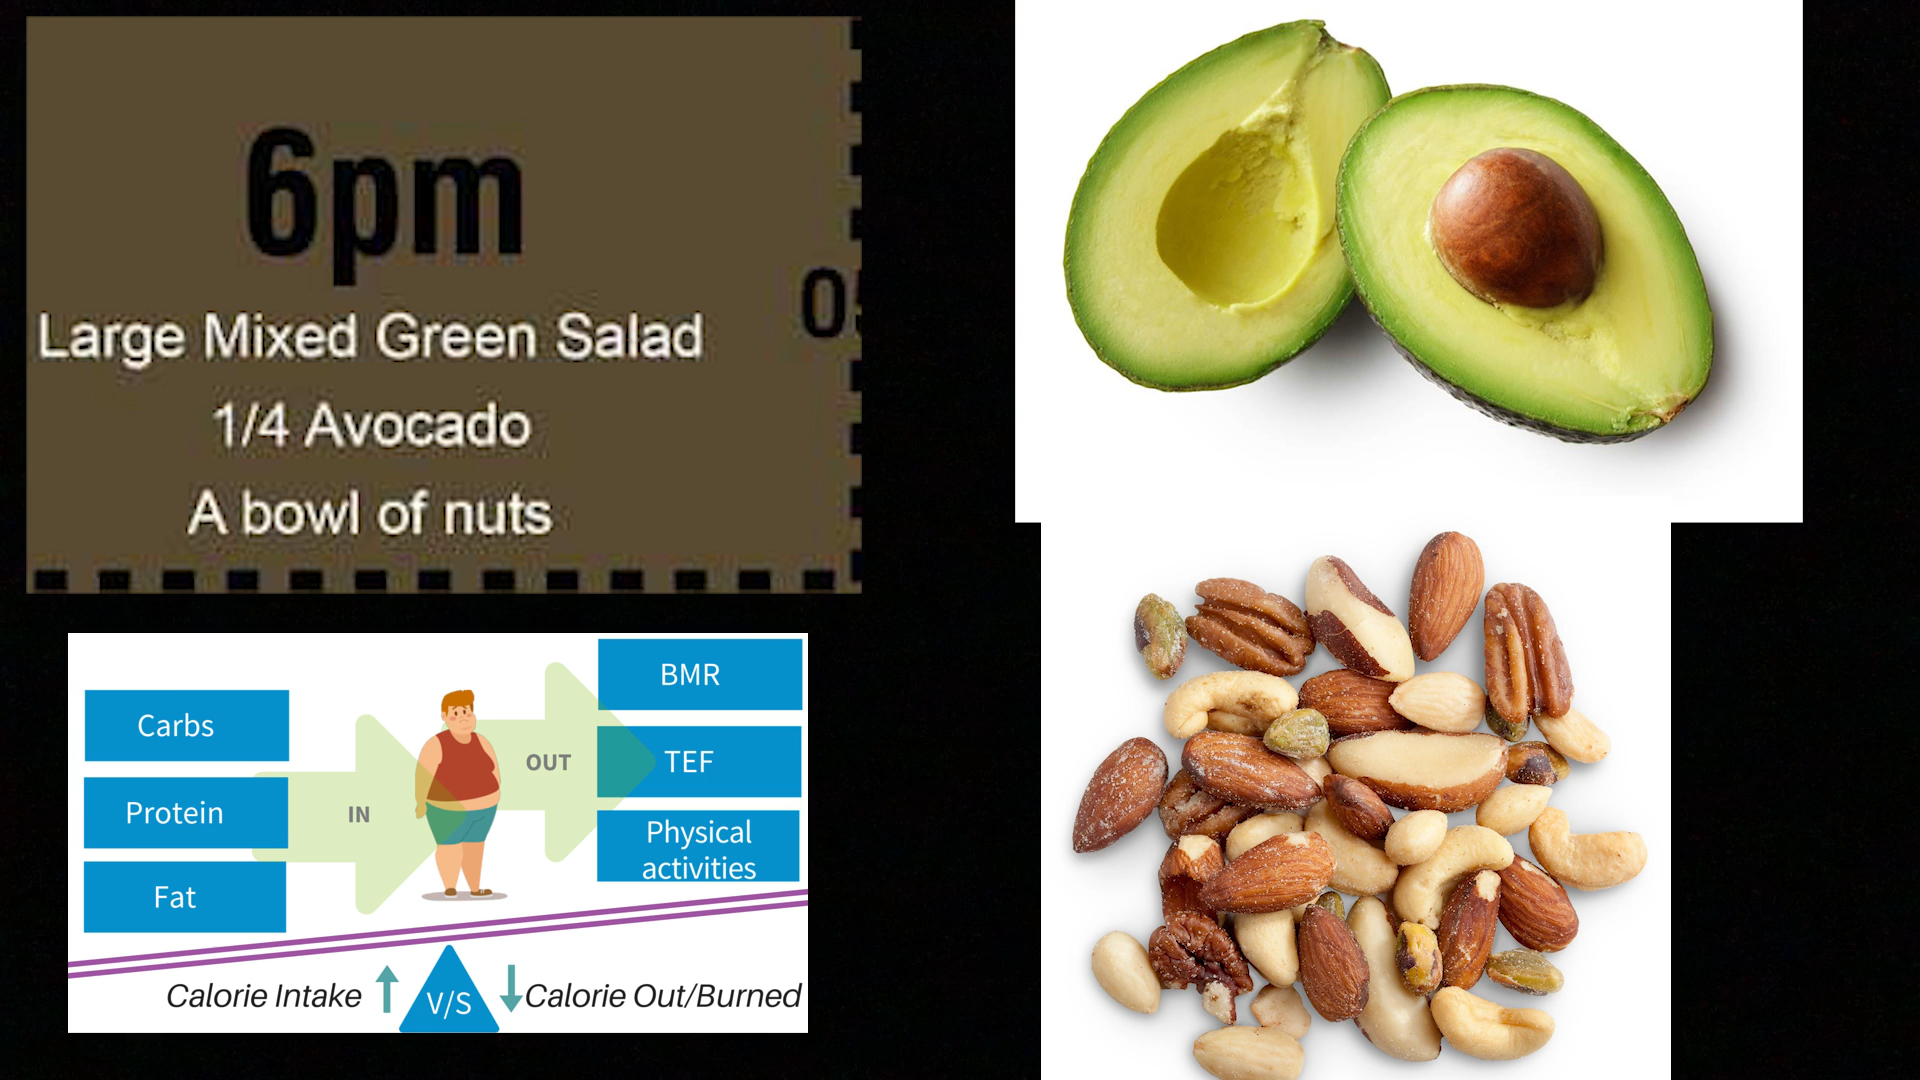 6pm
Large Mixed Green Salad
1/4 Avocado
A bowl of nuts
Carbs
Protein
Fat
IN
OUT
BMR
TEF
Physical
activities
Calorie Intake
V/S
Calorie Out/Burned